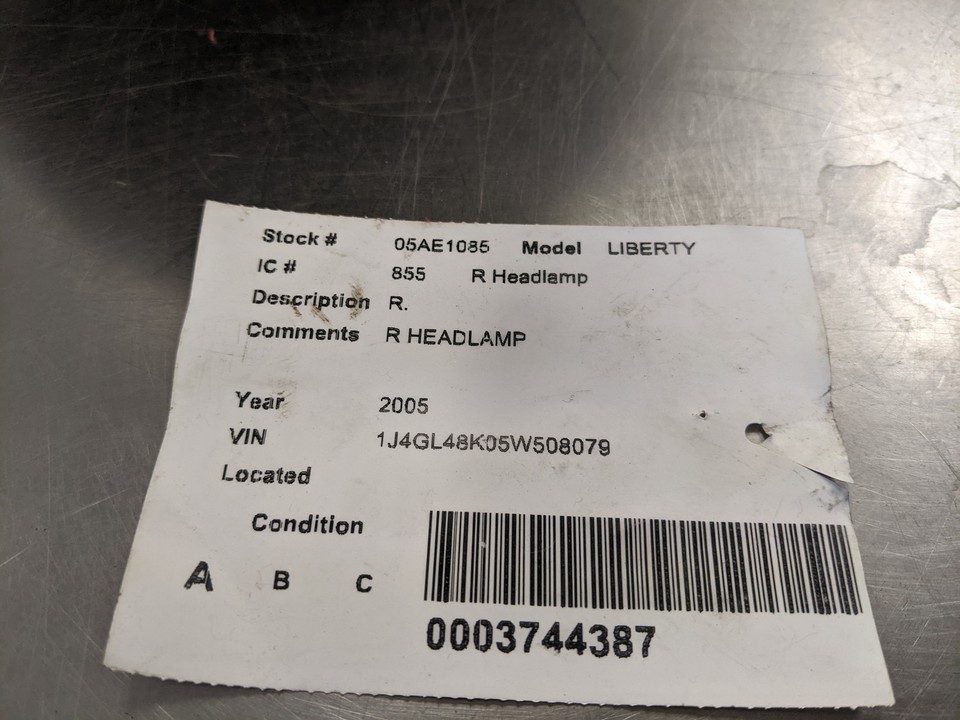 Stock # 05AE1085 Model LIBERTY
IC # 855 R Headlamp
Description R.
Comments R HEADLAMP
Year 2005
VIN 1J4GL48K05W508079
Located
Condition
A B C
0003744387